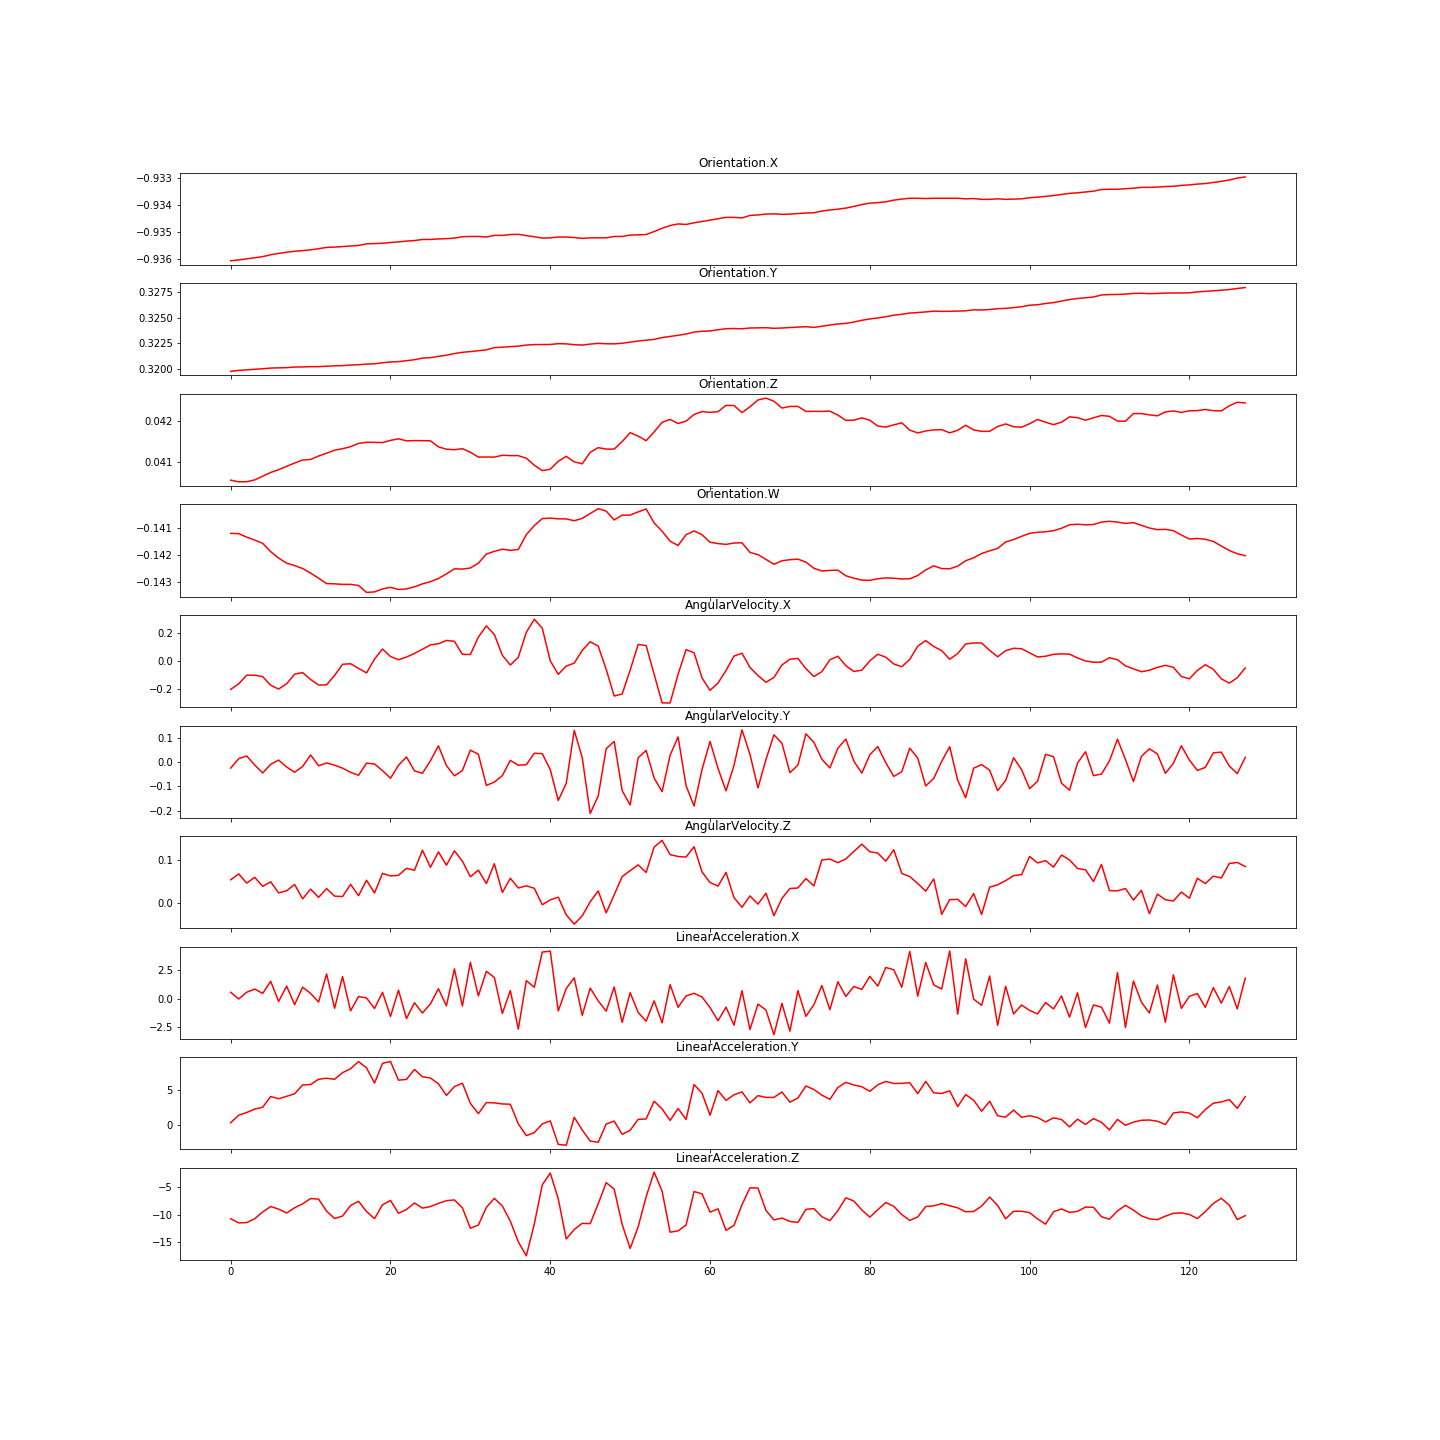 Orientation.X
−0.933
−0.934
−0.935
−0.936
Orientation.Y
0.3275
0.3250
0.3225
0.3200
Orientation.Z
0.042
0.041
Orientation.W
−0.141
−0.142
−0.143
AngularVelocity.X
0.2
0.0
−0.2
AngularVelocity.Y
0.1
0.0
−0.1
−0.2
AngularVelocity.Z
0.1
0.0
LinearAcceleration.X
2.5
0.0
−2.5
LinearAcceleration.Y
5
0
LinearAcceleration.Z
−5
−10
−15
0 20 40 60 80 100 120